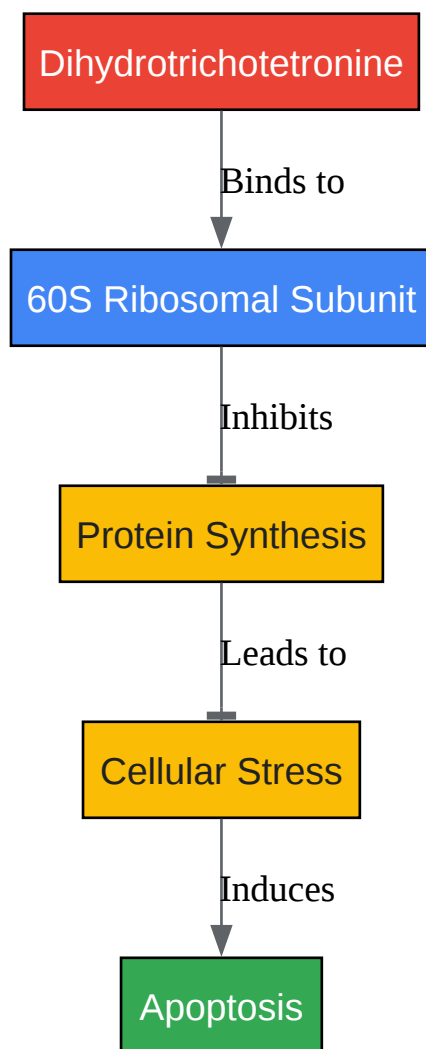 Dihydrotrichotetronine
Binds to
60S Ribosomal Subunit
Inhibits
Protein Synthesis
Leads to
Cellular Stress
Induces
Apoptosis